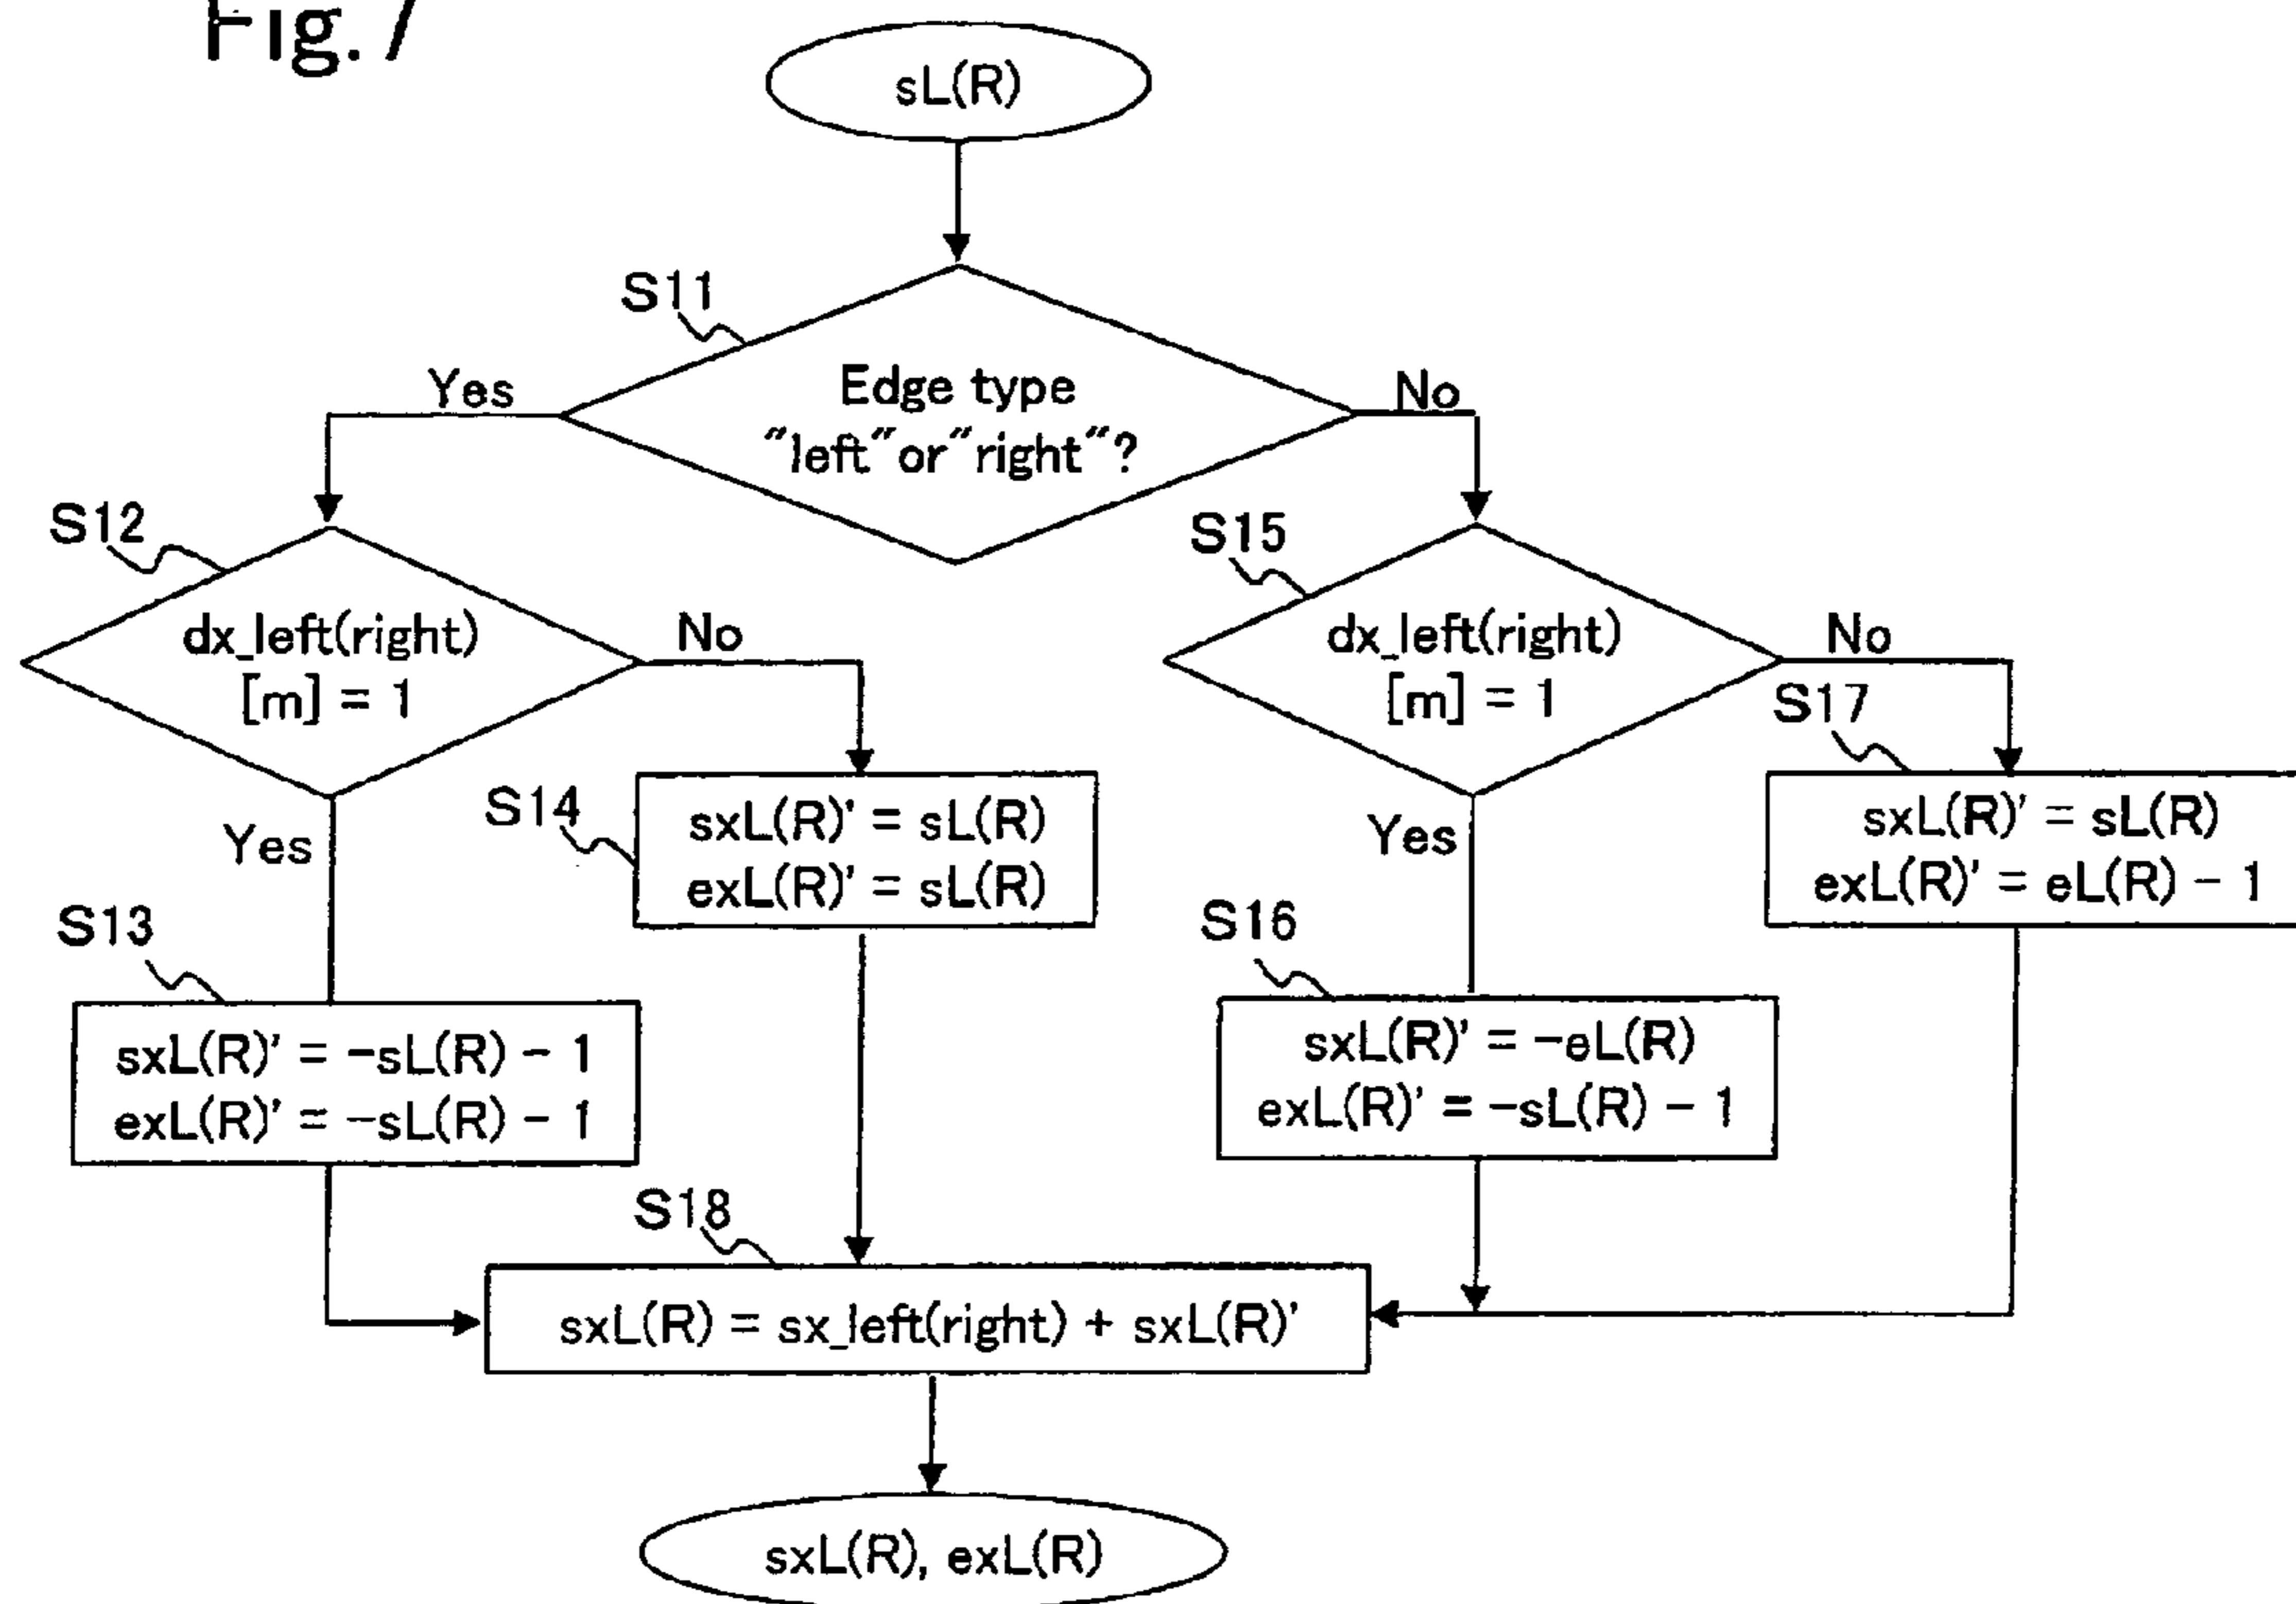 Fig. 7
sL(R)
S11
Edge type
"left"or"right"?
Yes
No
S12
dx_left(right)
[m] = 1
No
Yes
S15
dx_left(right)
[m] = 1
No
Yes
S14
sxL(R)' = sL(R)
exL(R)' = sL(R)
S17
sxL(R)' = sL(R)
exL(R)' = eL(R) - 1
S13
sxL(R)' = -sL(R) - 1
exL(R)' = -sL(R) - 1
S16
sxL(R)' = -eL(R)
exL(R)' = -sL(R) - 1
S18
sxL(R) = sx_left(right) + sxL(R)'
sxL(R), exL(R)